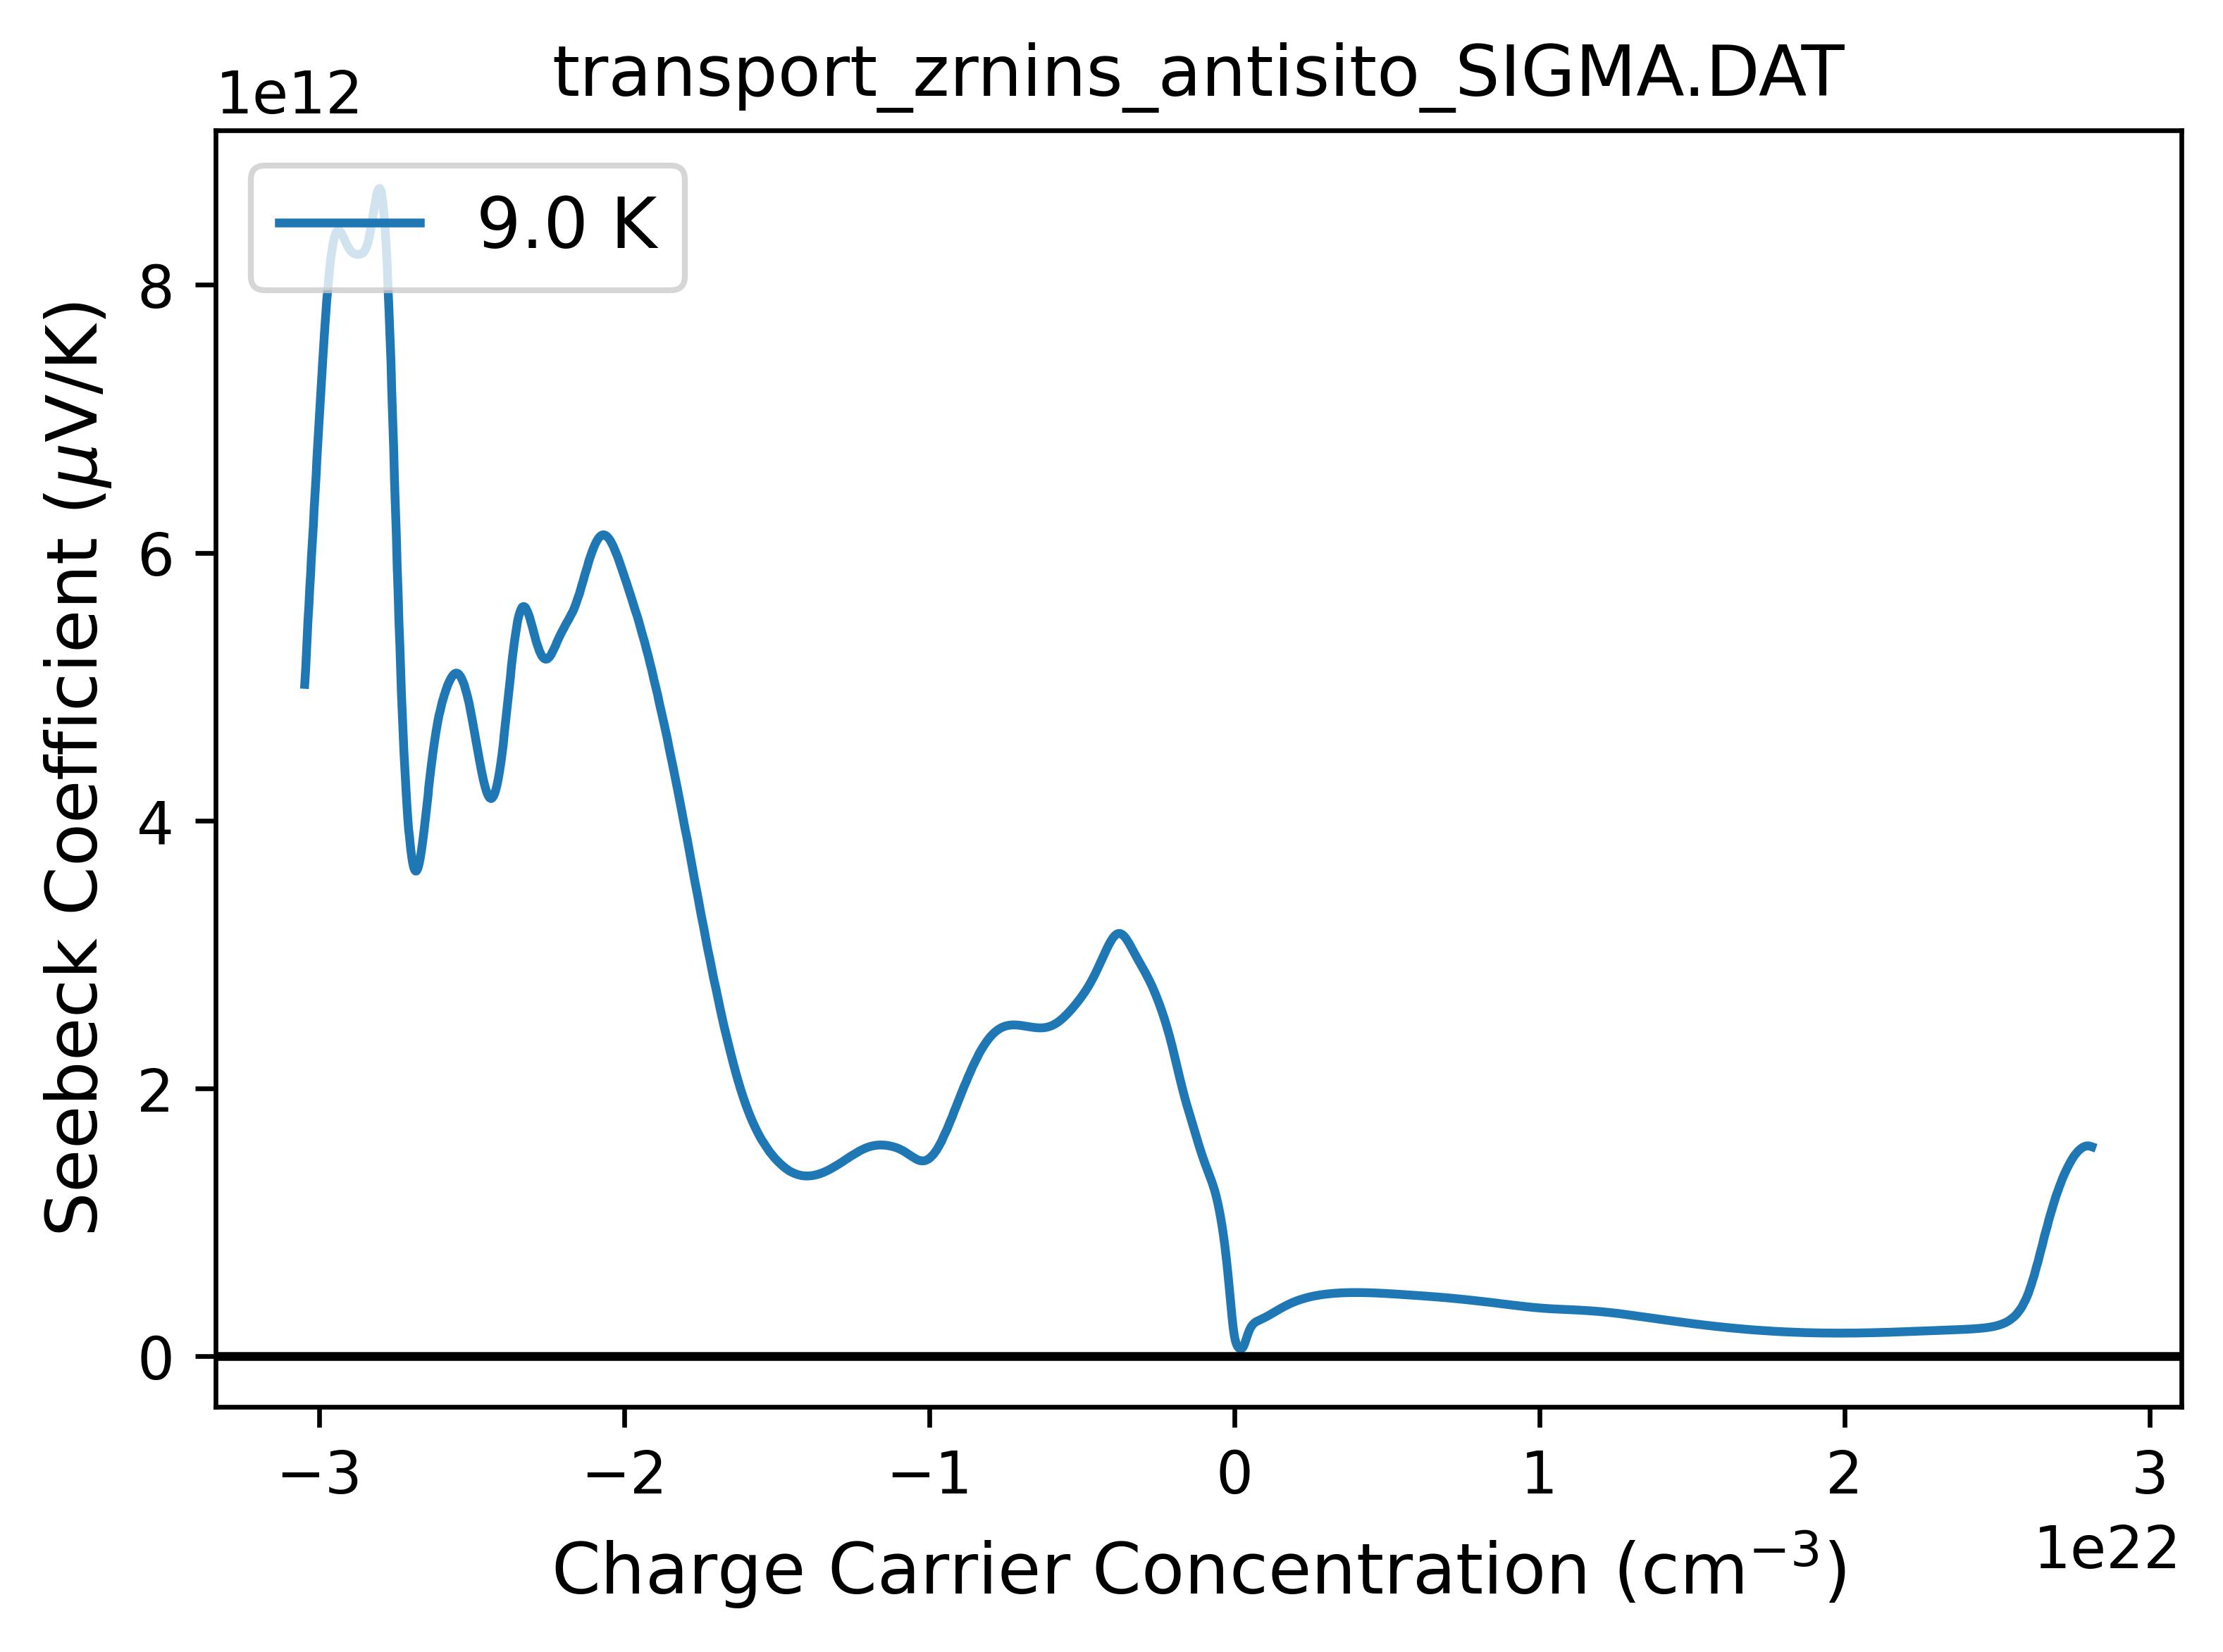 transport_zrnins_antisito_SIGMA.DAT
1e12
9.0 K
Seebeck Coefficient (μV/K)
8
6
4
2
0
−3 −2 −1 0 1 2 3
1e22
Charge Carrier Concentration (cm⁻³)